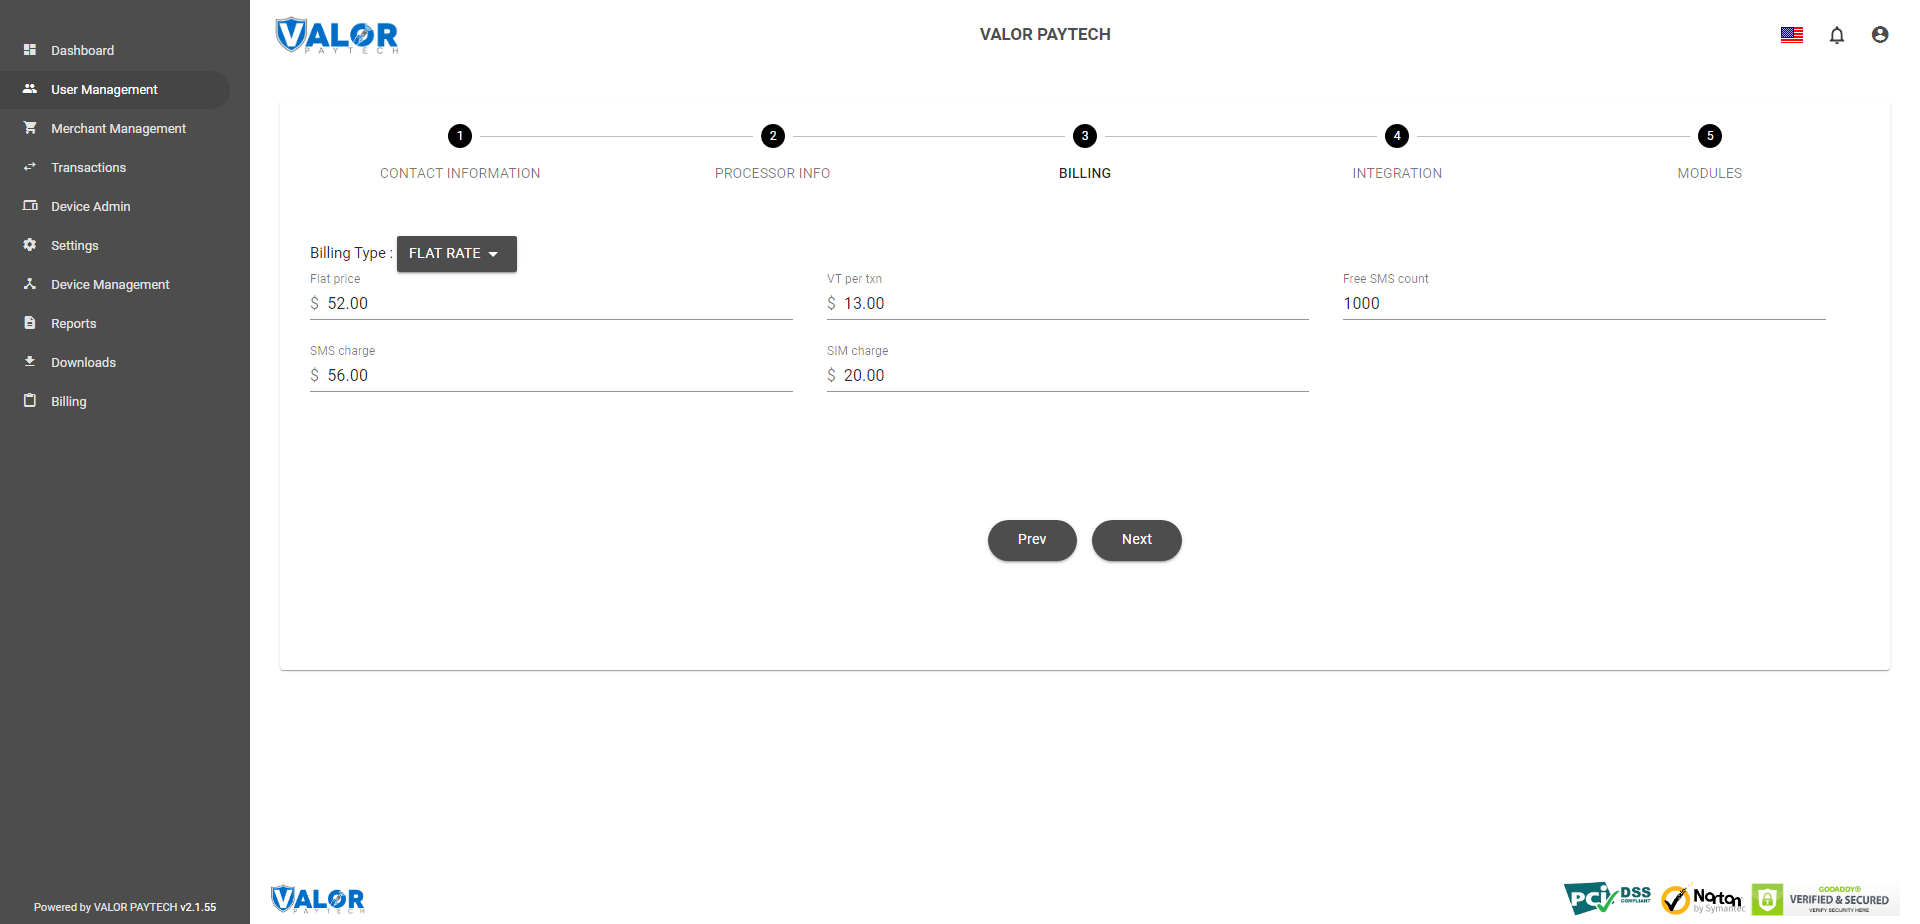 Dashboard
User Management
Merchant Management
Transactions
Device Admin
Settings
Device Management
Reports
Downloads
Billing
Powered by VALOR PAYTECH v2.1.55
VALOR
PAYTECH
VALOR PAYTECH
1
2
3
4
5
CONTACT INFORMATION
PROCESSOR INFO
BILLING
INTEGRATION
MODULES
Billing Type : FLAT RATE
Flat price
$ 52.00
VT per txn
$ 13.00
Free SMS count
1000
SMS charge
$ 56.00
SIM charge
$ 20.00
Prev
Next
VALOR
PAYTECH
PCI DSS
COMPLIANT
Norton
by Symantec
GODADDY®
VERIFIED & SECURED
VERIFY SECURITY HERE